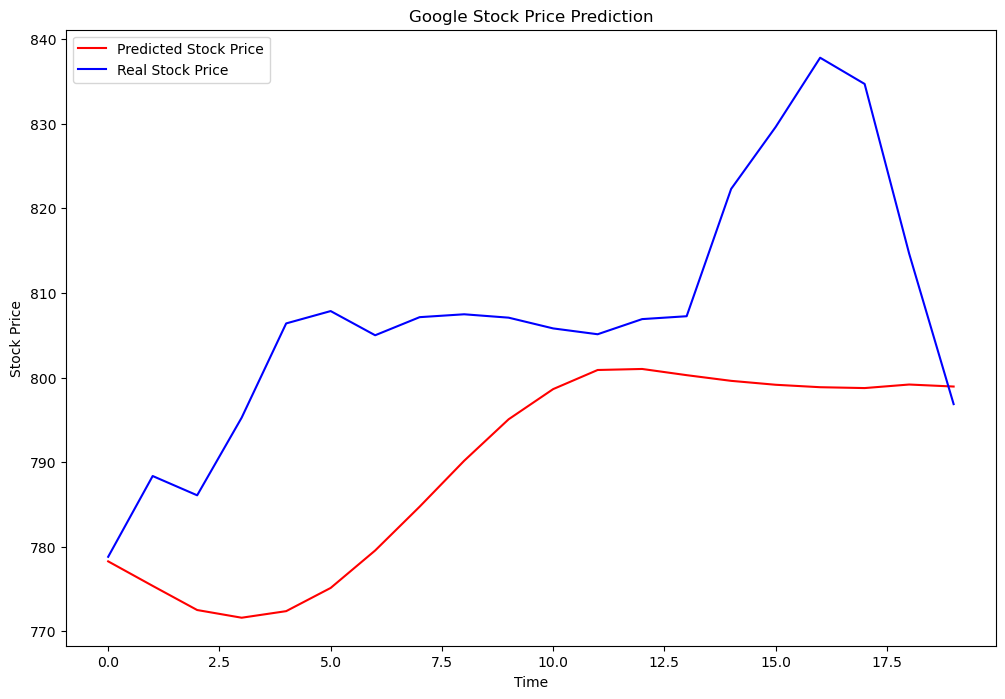 Google Stock Price Prediction
Predicted Stock Price
Real Stock Price
Stock Price
840
830
820
810
800
790
780
770
0.0 2.5 5.0 7.5 10.0 12.5 15.0 17.5
Time